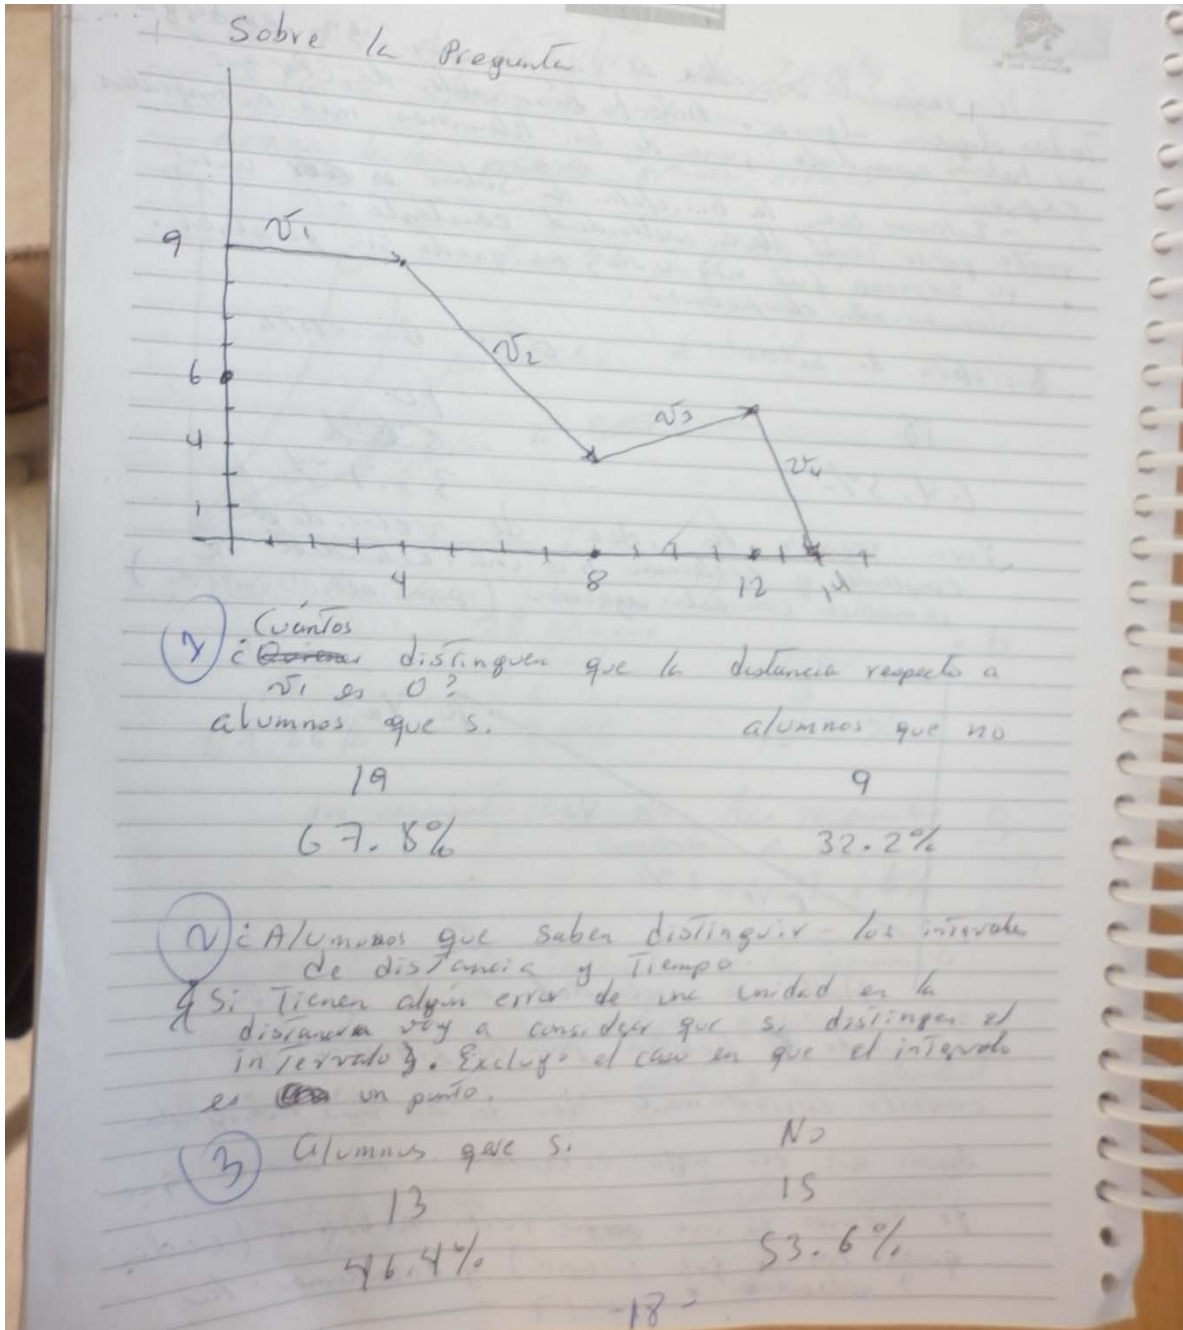 Sobre la Pregunta
9
v1
v2
6
v3
4
v4
1
4
8
12
14
1
Cuántos
¿ distinguen que la distancia respecto a
v1 es 0?
alumnos que si
alumnos que no
19
9
67.8%
32.2%
2 ¿Alumnos que saben distinguir los intervalos
de distancia y Tiempo
Si Tienen algún error de una unidad en la
distancia voy a considerar que si distingen el
intervalo}. Excluyo el caso en que el intervalo
es un punto.
3 Alumnos que si
No
13
15
46.4%
53.6%
-18-